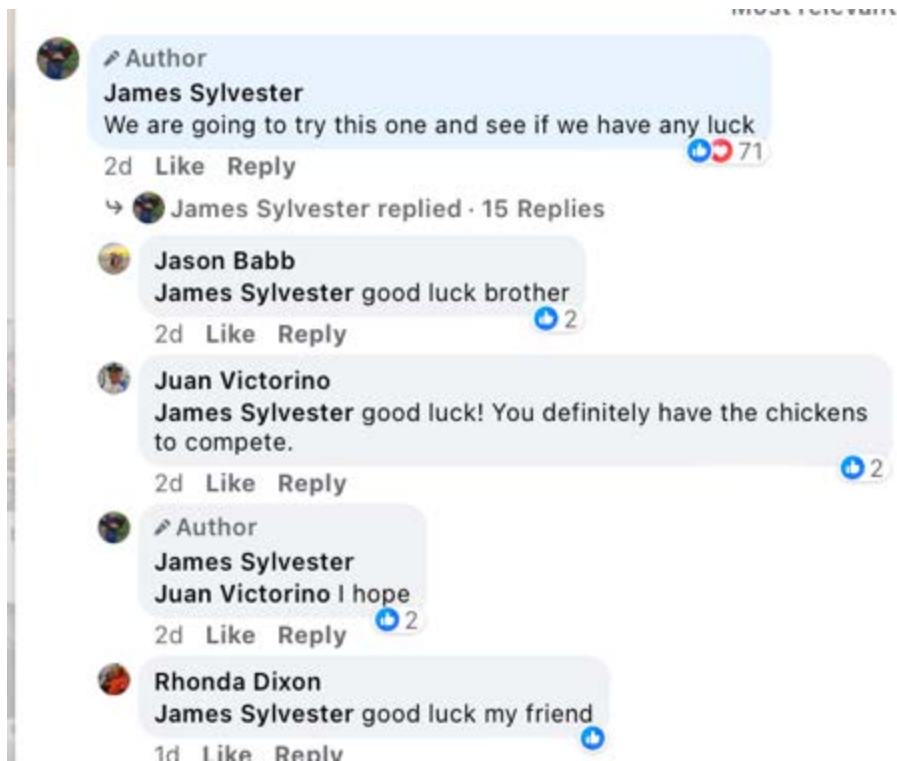 Most relevant
Author
James Sylvester
We are going to try this one and see if we have any luck
71
2d Like Reply
James Sylvester replied · 15 Replies
Jason Babb
James Sylvester good luck brother
2
2d Like Reply
Juan Victorino
James Sylvester good luck! You definitely have the chickens
to compete.
2
2d Like Reply
Author
James Sylvester
Juan Victorino I hope
2
2d Like Reply
Rhonda Dixon
James Sylvester good luck my friend
1d Like Reply